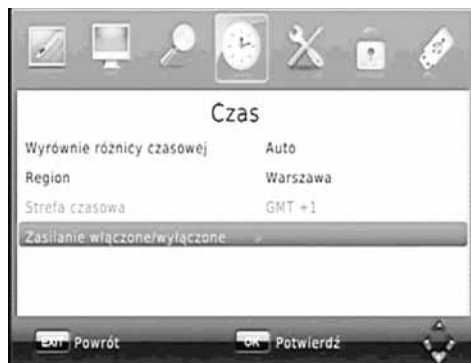 Czas
Wyrównie różnicy czasowej Auto
Region Warszawa
Strefa czasowa GMT +1
Zasilanie włączone/wyłączone »
EXIT Powrót OK Potwierdź